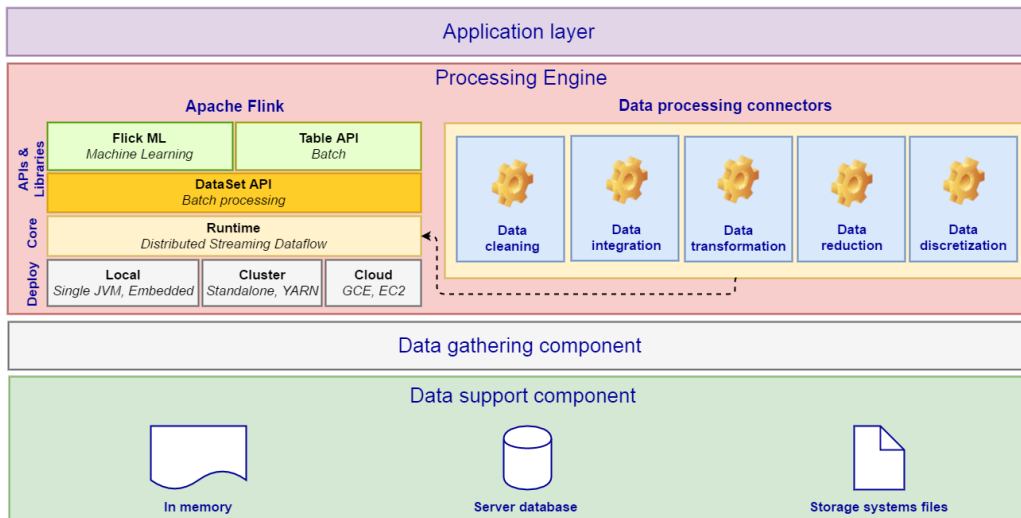 Application layer
Processing Engine
Apache Flink
APIs &
Libraries
Flick ML
Machine Learning
Table API
Batch
DataSet API
Batch processing
Core
Runtime
Distributed Streaming Dataflow
Deploy
Local
Single JVM, Embedded
Cluster
Standalone, YARN
Cloud
GCE, EC2
Data processing connectors
Data
cleaning
Data
integration
Data
transformation
Data
reduction
Data
discretization
Data gathering component
Data support component
In memory
Server database
Storage systems files